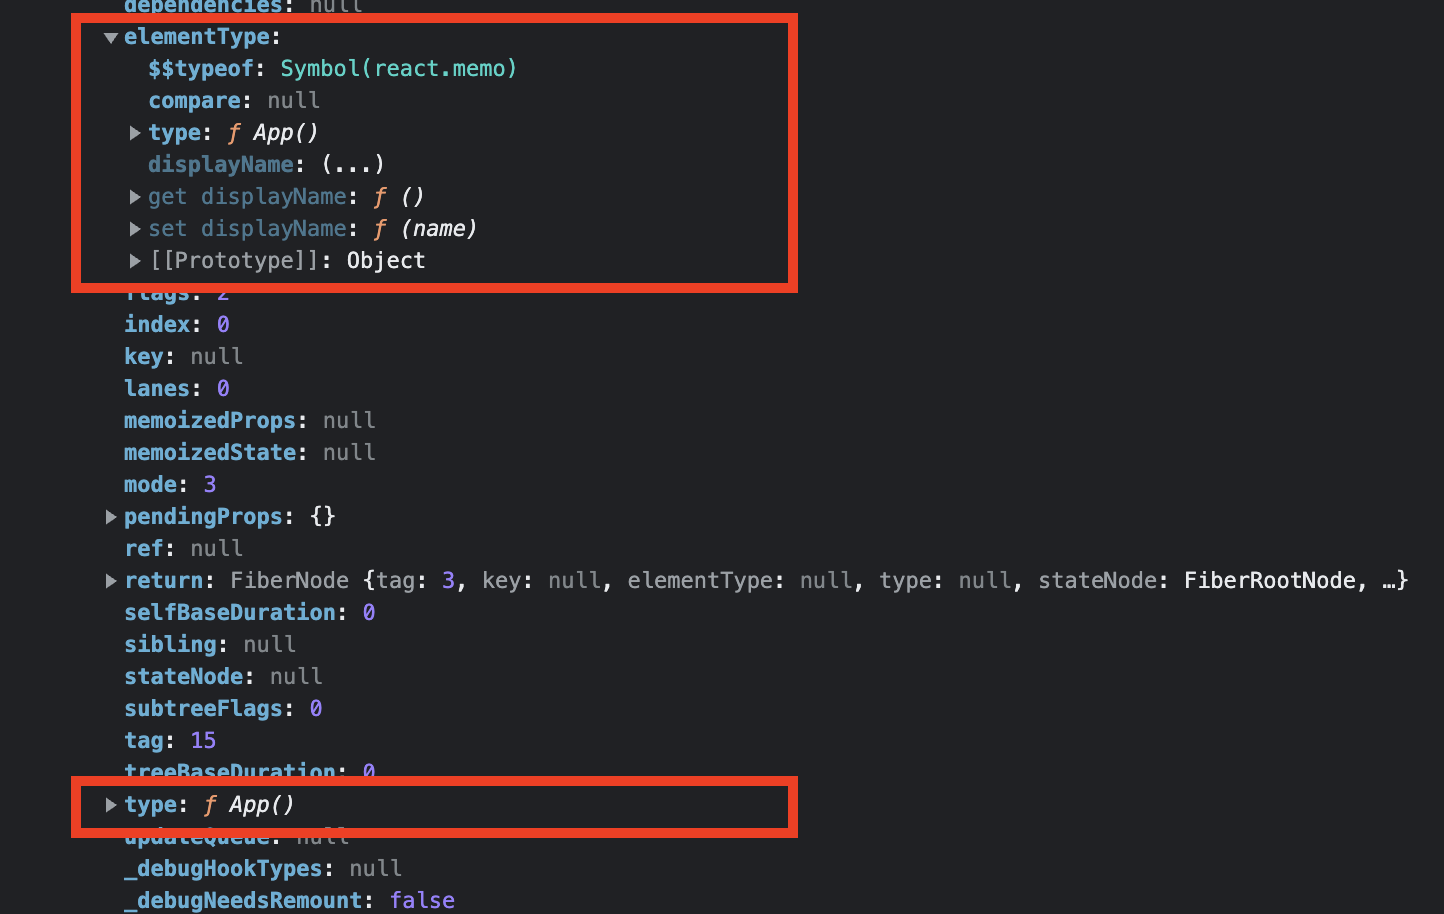 dependencies: null
▼elementType:
$$typeof: Symbol(react.memo)
compare: null
▶type: ƒ App()
displayName: (...)
▶get displayName: ƒ ()
▶set displayName: ƒ (name)
▶[[Prototype]]: Object
flags: 2
index: 0
key: null
lanes: 0
memoizedProps: null
memoizedState: null
mode: 3
▶pendingProps: {}
ref: null
▶return: FiberNode {tag: 3, key: null, elementType: null, type: null, stateNode: FiberRootNode, …}
selfBaseDuration: 0
sibling: null
stateNode: null
subtreeFlags: 0
tag: 15
treeBaseDuration: 0
▶type: ƒ App()
updateQueue: null
_debugHookTypes: null
_debugNeedsRemount: false